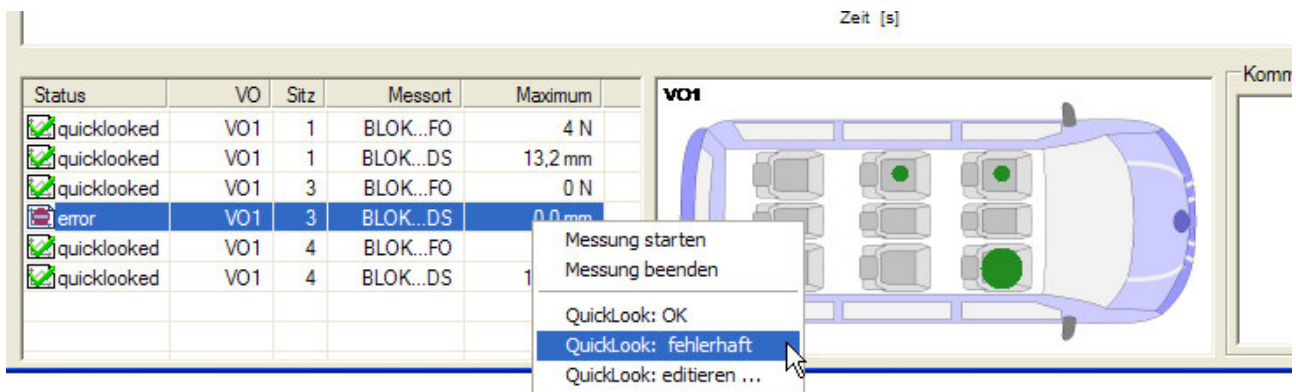 Zeit [s]
Status VO Sitz Messort Maximum
quicklooked VO1 1 BLOK...FO 4 N
quicklooked VO1 1 BLOK...DS 13,2 mm
quicklooked VO1 3 BLOK...FO 0 N
error VO1 3 BLOK...DS 0,0 mm
quicklooked VO1 4 BLOK...FO
quicklooked VO1 4 BLOK...DS 1
Messung starten
Messung beenden
QuickLook: OK
QuickLook: fehlerhaft
QuickLook: editieren ...
VO1
Komm